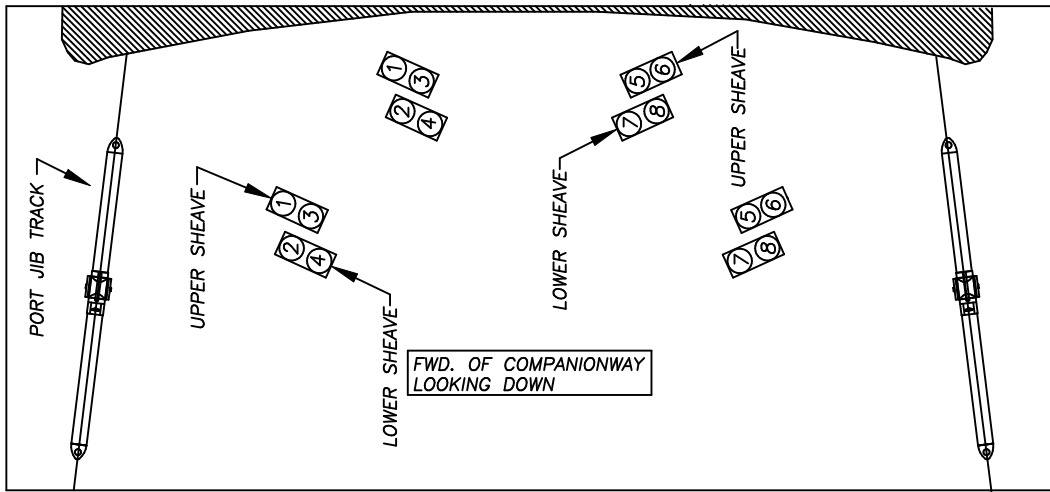 1 3
2 4
5 6
7 8
UPPER SHEAVE
LOWER SHEAVE
PORT JIB TRACK
UPPER SHEAVE
1 3
2 4
LOWER SHEAVE
5 6
7 8
FWD. OF COMPANIONWAY
LOOKING DOWN